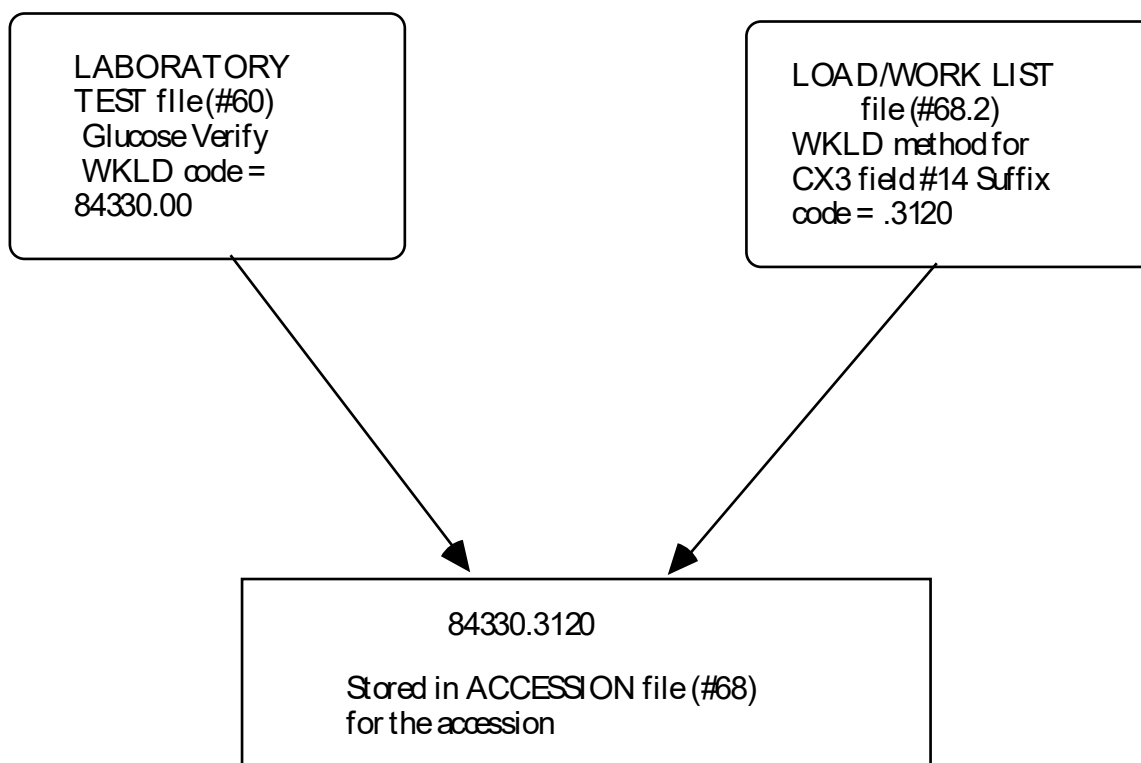 LABORATORY
TEST fIle (#60)
Glucose Verify
WKLD code =
84330.00
LOAD/WORK LIST
file (#68.2)
WKLD method for
CX3 field #14 Suffix
code = .3120
84330.3120
Stored in ACCESSION file (#68)
for the accession